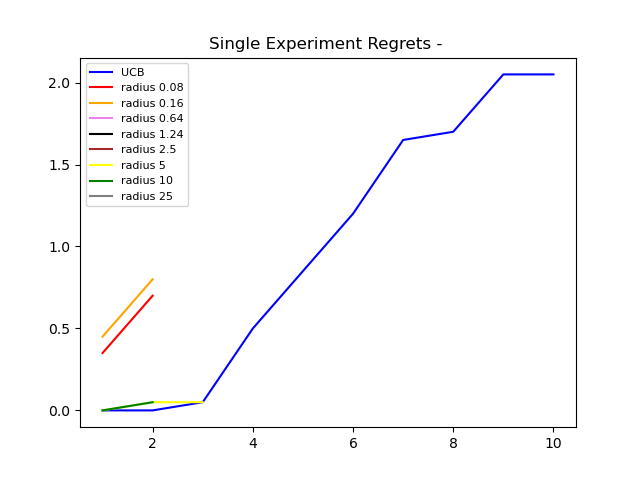 Single Experiment Regrets -
UCB
radius 0.08
radius 0.16
radius 0.64
radius 1.24
radius 2.5
radius 5
radius 10
radius 25
2.0
1.5
1.0
0.5
0.0
2 4 6 8 10